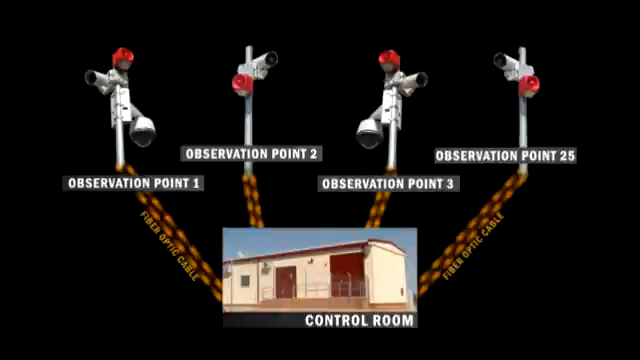 OBSERVATION POINT 1
OBSERVATION POINT 2
OBSERVATION POINT 3
OBSERVATION POINT 25
FIBER OPTIC CABLE
FIBER OPTIC CABLE
CONTROL ROOM